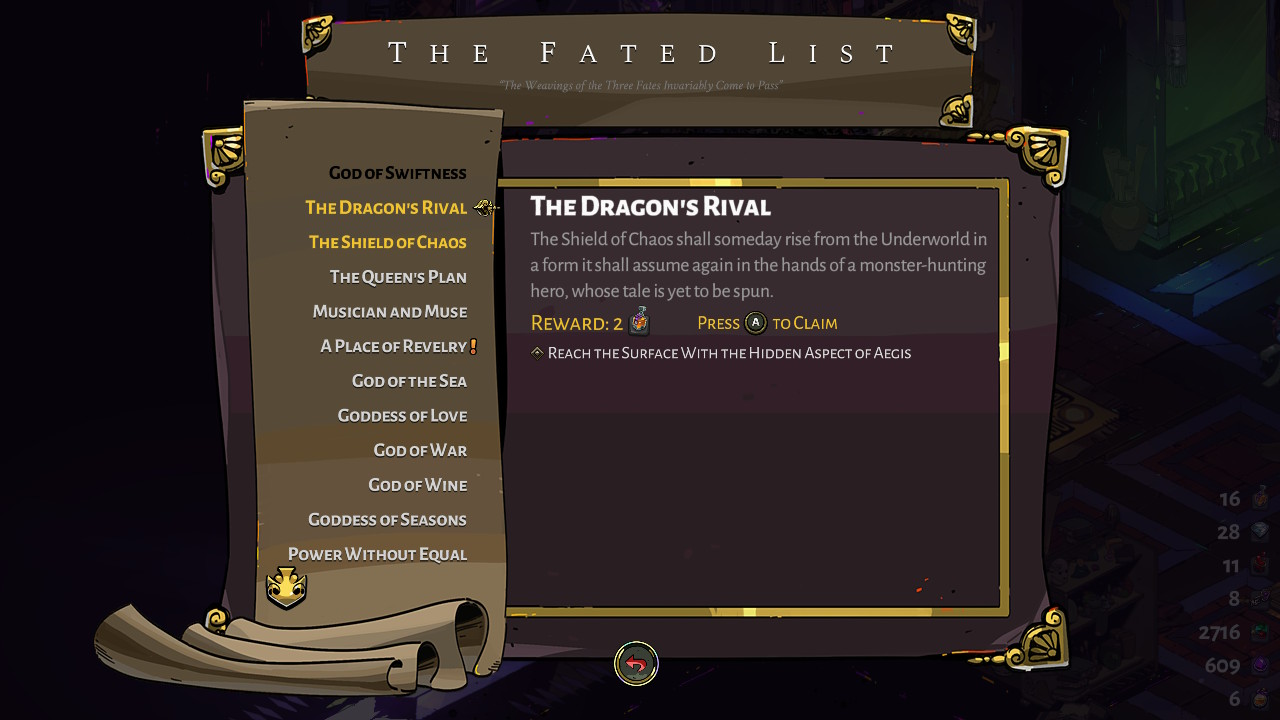 The Fated List
"The Weavings of the Three Fates Invariably Come to Pass"
God of Swiftness
The Dragon's Rival
The Shield of Chaos
The Queen's Plan
Musician and Muse
A Place of Revelry !
God of the Sea
Goddess of Love
God of War
God of Wine
Goddess of Seasons
Power Without Equal
The Dragon's Rival
The Shield of Chaos shall someday rise from the Underworld in
a form it shall assume again in the hands of a monster-hunting
hero, whose tale is yet to be spun.
Reward: 2 Press A to Claim
Reach the Surface With the Hidden Aspect of Aegis
16
28
11
8
2716
609
6